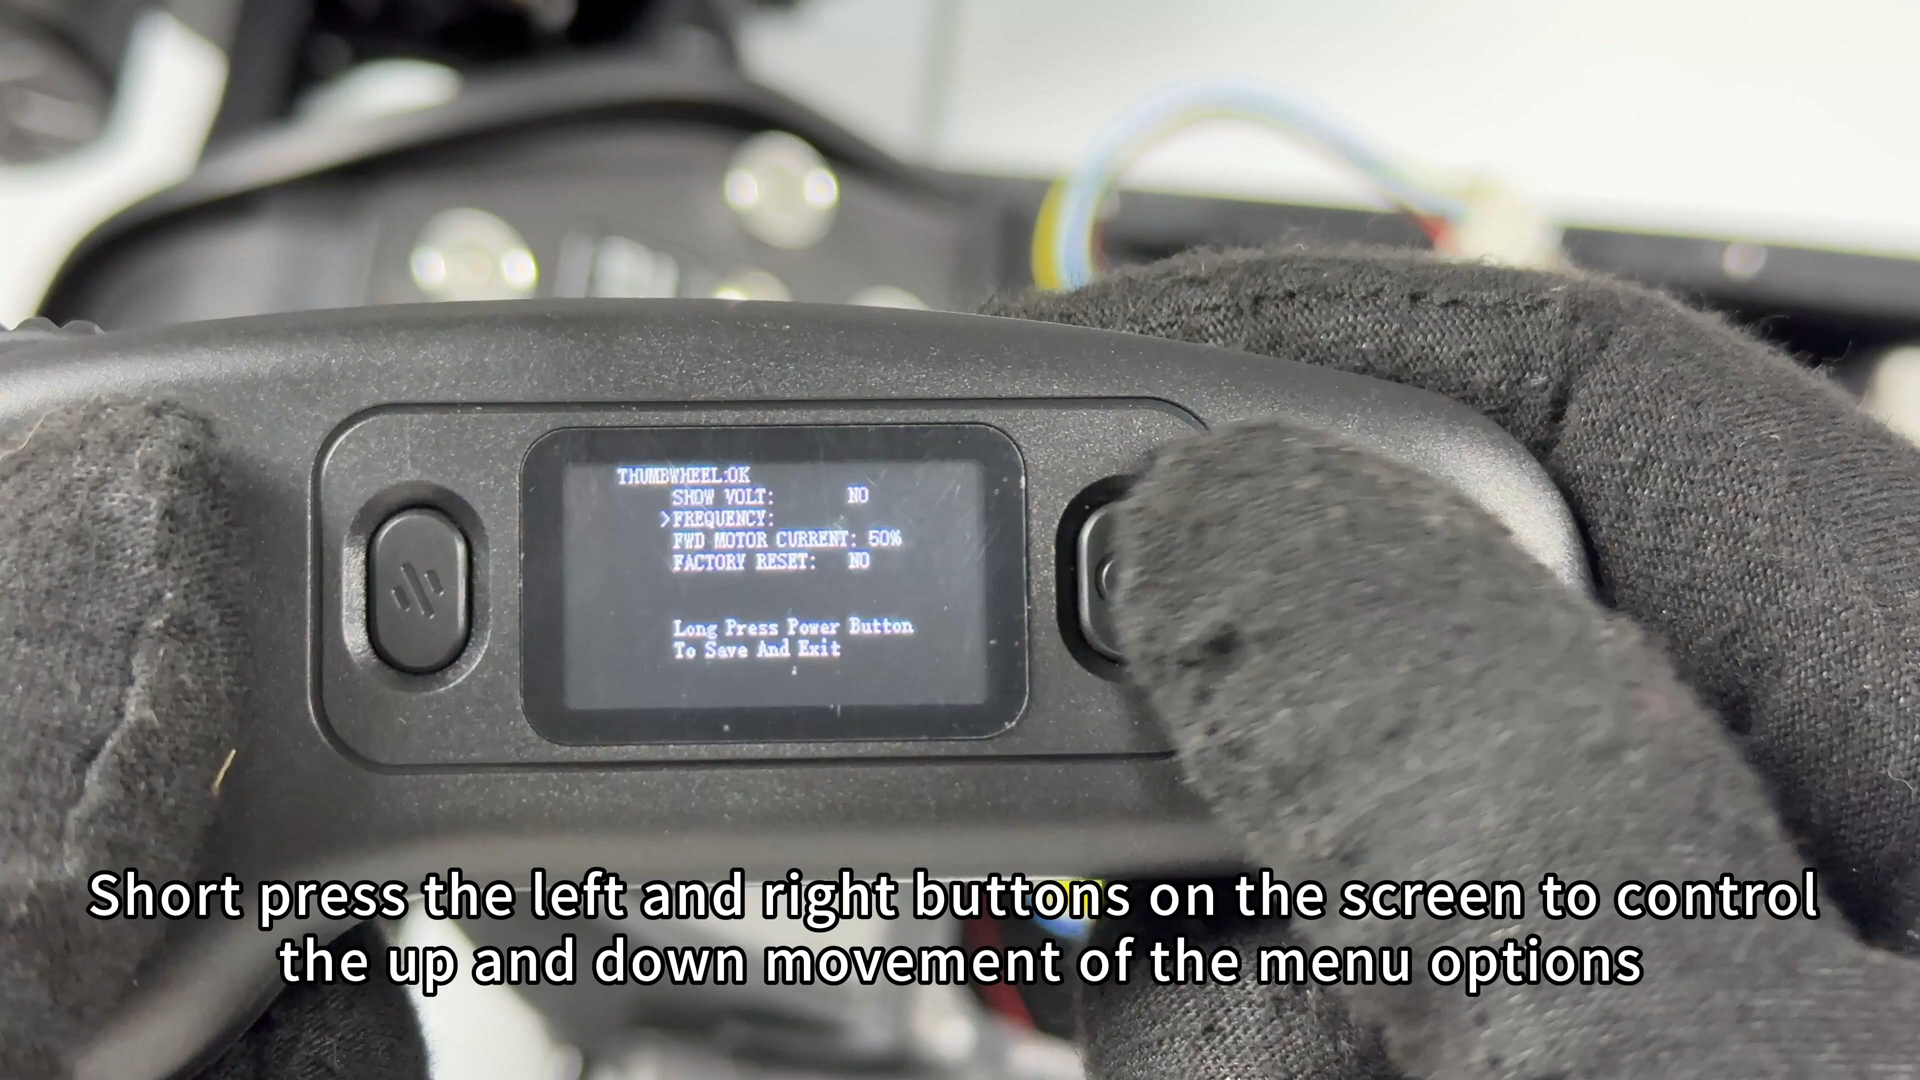 THUMBWHEEL:OK
SHOW VOLT: NO
>FREQUENCY:
FWD MOTOR CURRENT: 50%
FACTORY RESET: NO
Long Press Power Button
To Save And Exit
Short press the left and right buttons on the screen to control
the up and down movement of the menu options